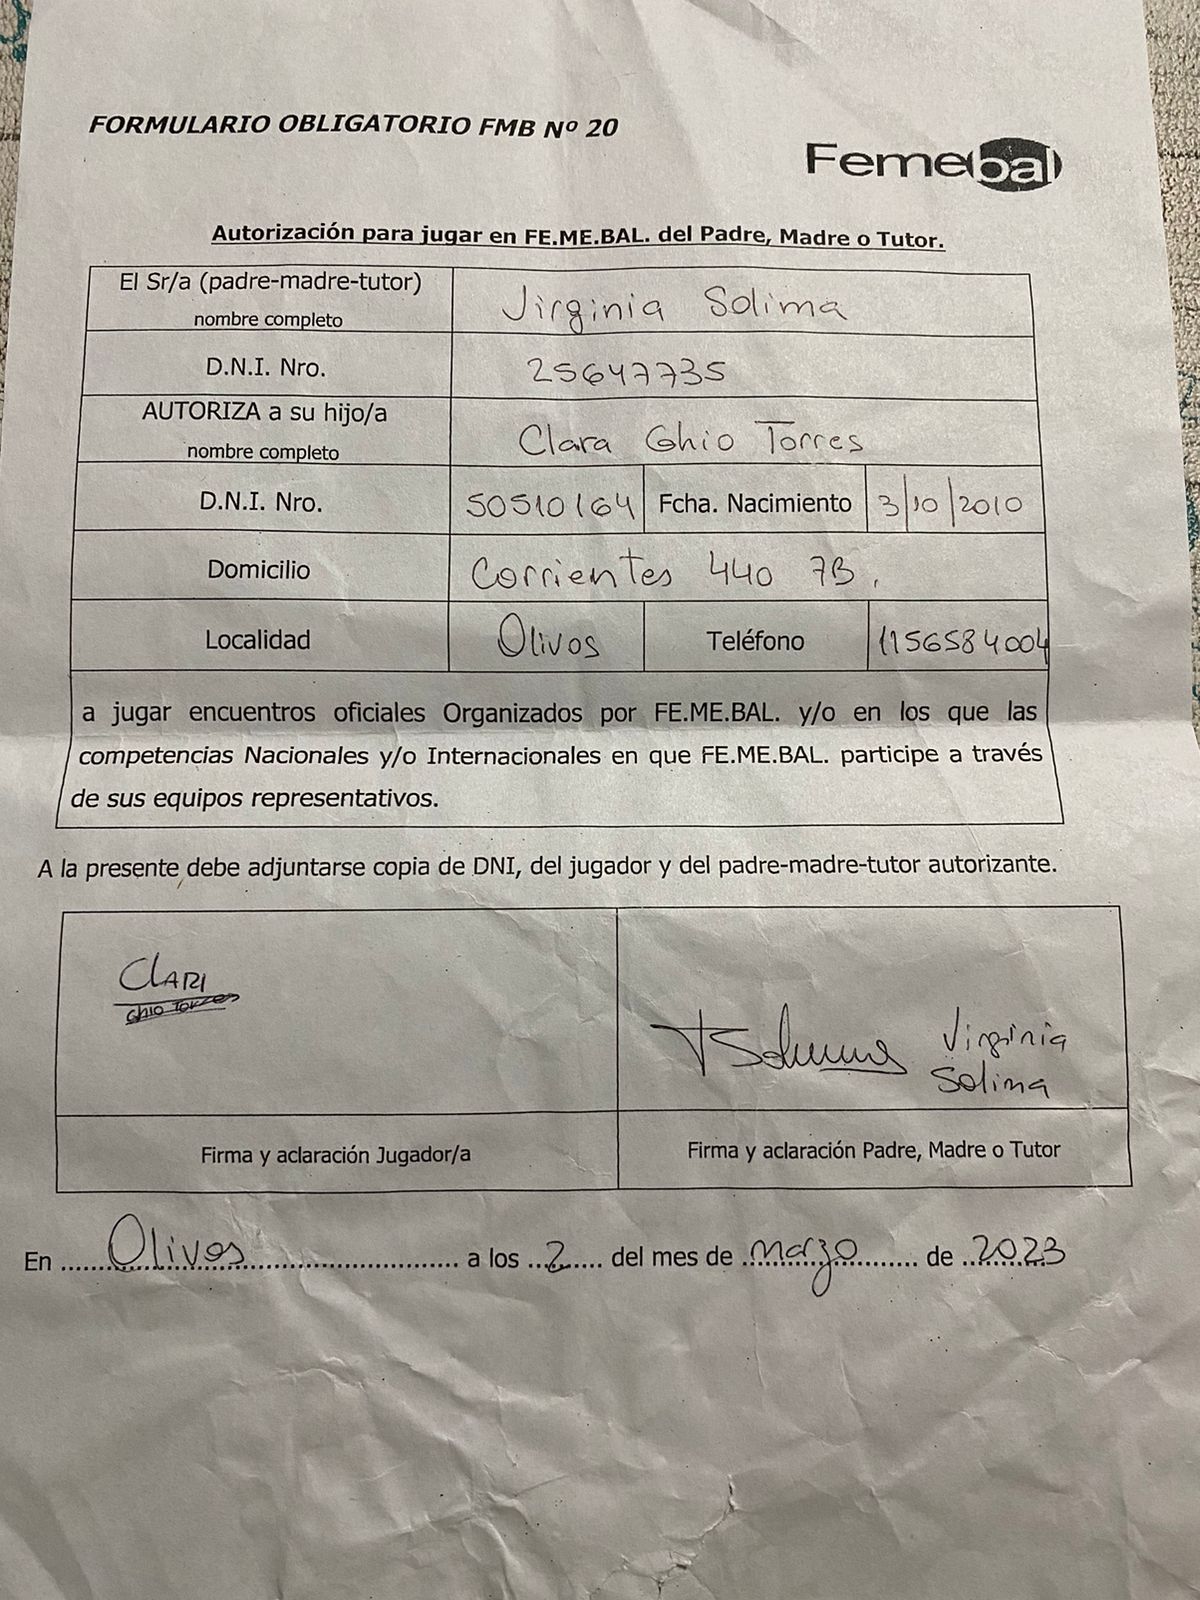 FORMULARIO OBLIGATORIO FMB Nº 20
Femebal
Autorización para jugar en FE.ME.BAL. del Padre, Madre o Tutor.
El Sr/a (padre-madre-tutor)
nombre completo
Virginia Solima
D.N.I. Nro.
25647735
AUTORIZA a su hijo/a
nombre completo
Clara Ghio Torres
D.N.I. Nro.
50510164
Fcha. Nacimiento
3/10/2010
Domicilio
Corrientes 440 7B.
Localidad
Olivos
Teléfono
1156584004
a jugar encuentros oficiales Organizados por FE.ME.BAL. y/o en los que las
competencias Nacionales y/o Internacionales en que FE.ME.BAL. participe a través
de sus equipos representativos.
A la presente debe adjuntarse copia de DNI, del jugador y del padre-madre-tutor autorizante.
CLARI
Ghio Torres
Virginia
Solima
Firma y aclaración Jugador/a
Firma y aclaración Padre, Madre o Tutor
En Olivos a los 2 del mes de Marzo de 2023